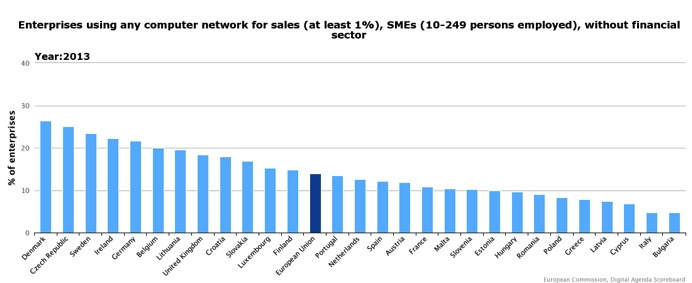 Enterprises using any computer network for sales (at least 1%), SMEs (10-249 persons employed), without financial
sector
Year:2013
40
30
20
10
0
% of enterprises
Denmark
Czech Republic
Sweden
Ireland
Germany
Belgium
Lithuania
United Kingdom
Croatia
Slovakia
Luxembourg
Finland
European Union
Portugal
Netherlands
Spain
Austria
France
Malta
Slovenia
Estonia
Hungary
Romania
Poland
Greece
Latvia
Cyprus
Italy
Bulgaria
European Commission, Digital Agenda Scoreboard